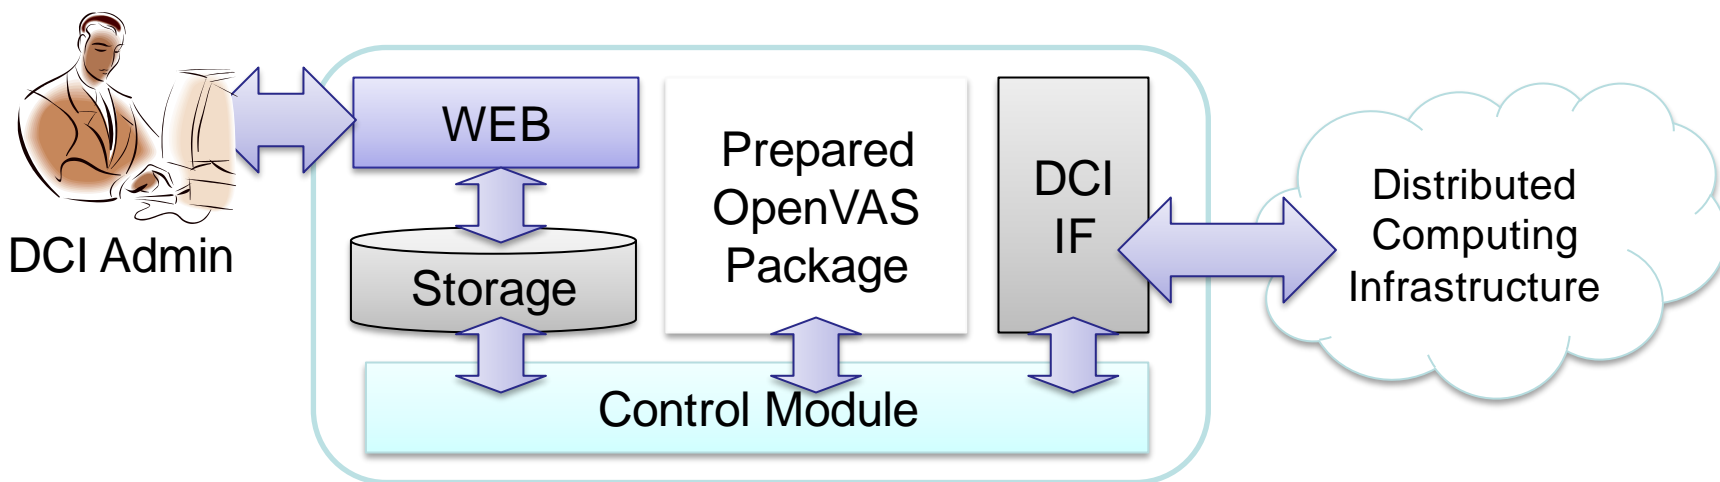 DCI Admin
WEB
Storage
Prepared
OpenVAS
Package
DCI
IF
Control Module
Distributed
Computing
Infrastructure